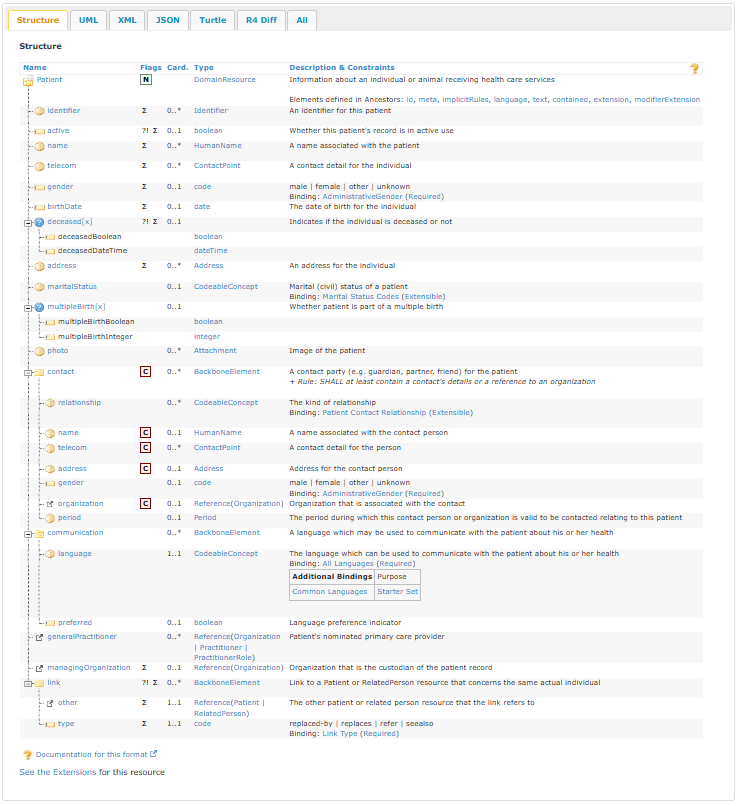 Structure UML XML JSON Turtle R4 Diff All
Structure
Name Flags Card. Type Description & Constraints
Patient N DomainResource Information about an individual or animal receiving health care services
Elements defined in Ancestors: id, meta, implicitRules, language, text, contained, extension, modifierExtension
identifier Σ 0..* Identifier An identifier for this patient
active ?! Σ 0..1 boolean Whether this patient's record is in active use
name Σ 0..* HumanName A name associated with the patient
telecom Σ 0..* ContactPoint A contact detail for the individual
gender Σ 0..1 code male | female | other | unknown
Binding: AdministrativeGender (Required)
birthDate Σ 0..1 date The date of birth for the individual
deceased[x] ?! Σ 0..1 Indicates if the individual is deceased or not
deceasedBoolean boolean
deceasedDateTime dateTime
address Σ 0..* Address An address for the individual
maritalStatus 0..1 CodeableConcept Marital (civil) status of a patient
Binding: Marital Status Codes (Extensible)
multipleBirth[x] 0..1 Whether patient is part of a multiple birth
multipleBirthBoolean boolean
multipleBirthInteger integer
photo 0..* Attachment Image of the patient
contact C 0..* BackboneElement A contact party (e.g. guardian, partner, friend) for the patient
+ Rule: SHALL at least contain a contact's details or a reference to an organization
relationship 0..* CodeableConcept The kind of relationship
Binding: Patient Contact Relationship (Extensible)
name C 0..1 HumanName A name associated with the contact person
telecom C 0..* ContactPoint A contact detail for the person
address C 0..1 Address Address for the contact person
gender 0..1 code male | female | other | unknown
Binding: AdministrativeGender (Required)
organization C 0..1 Reference(Organization) Organization that is associated with the contact
period 0..1 Period The period during which this contact person or organization is valid to be contacted relating to this patient
communication 0..* BackboneElement A language which may be used to communicate with the patient about his or her health
language 1..1 CodeableConcept The language which can be used to communicate with the patient about his or her health
Binding: All Languages (Required)
Additional Bindings Purpose
Common Languages Starter Set
preferred 0..1 boolean Language preference indicator
generalPractitioner 0..* Reference(Organization Patient's nominated primary care provider
| Practitioner |
PractitionerRole)
managingOrganization Σ 0..1 Reference(Organization) Organization that is the custodian of the patient record
link ?! Σ 0..* BackboneElement Link to a Patient or RelatedPerson resource that concerns the same actual individual
other Σ 1..1 Reference(Patient | The other patient or related person resource that the link refers to
RelatedPerson)
type Σ 1..1 code replaced-by | replaces | refer | seealso
Binding: Link Type (Required)
Documentation for this format
See the Extensions for this resource